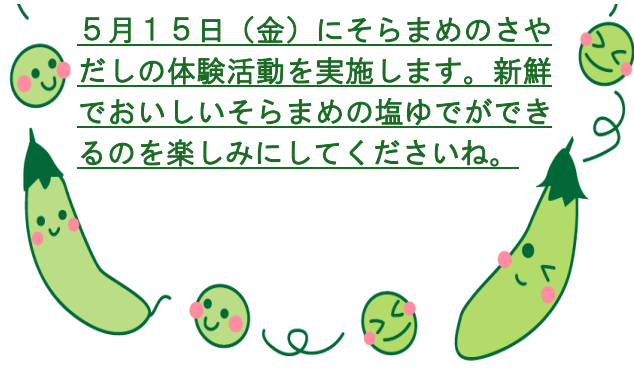 ５月１５日（金）にそらまめのさや
だしの体験活動を実施します。新鮮
でおいしいそらまめの塩ゆでができ
るのを楽しみにしてくださいね。